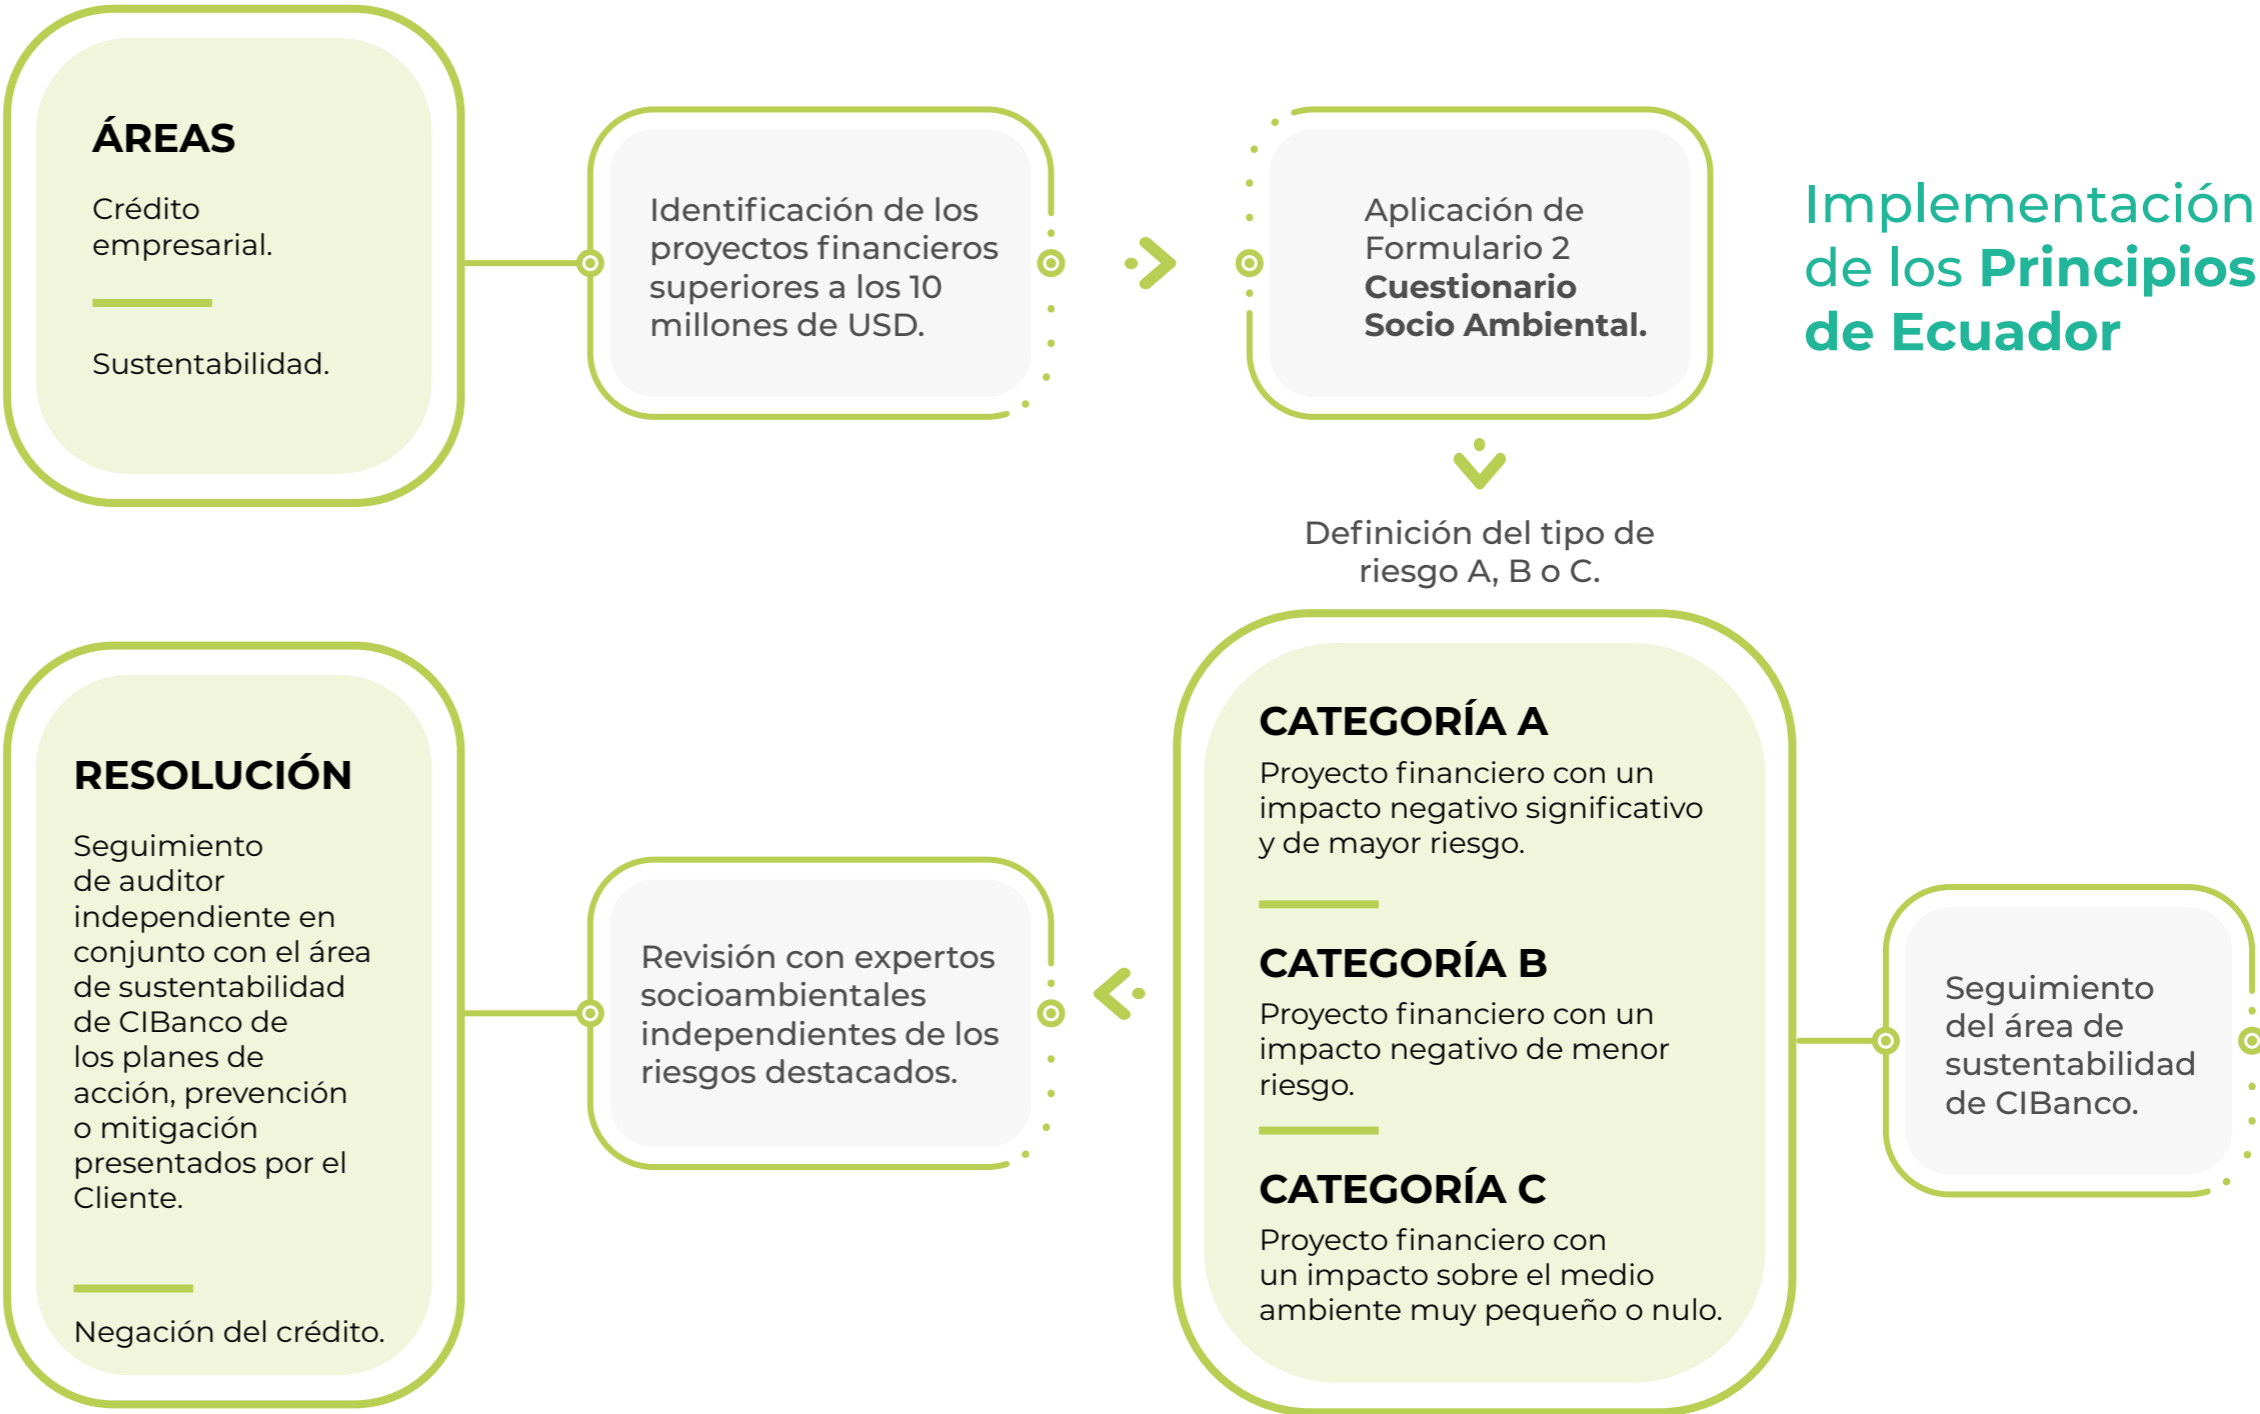 Implementación
de los Principios
de Ecuador
ÁREAS
Crédito
empresarial.
Sustentabilidad.
Identificación de los
proyectos financieros
superiores a los 10
millones de USD.
Aplicación de
Formulario 2
Cuestionario
Socio Ambiental.
Definición del tipo de
riesgo A, B o C.
CATEGORÍA A
Proyecto financiero con un
impacto negativo significativo
y de mayor riesgo.
CATEGORÍA B
Proyecto financiero con un
impacto negativo de menor
riesgo.
CATEGORÍA C
Proyecto financiero con
un impacto sobre el medio
ambiente muy pequeño o nulo.
Seguimiento
del área de
sustentabilidad
de CIBanco.
Revisión con expertos
socioambientales
independientes de los
riesgos destacados.
RESOLUCIÓN
Seguimiento
de auditor
independiente en
conjunto con el área
de sustentabilidad
de CIBanco de
los planes de
acción, prevención
o mitigación
presentados por el
Cliente.
Negación del crédito.